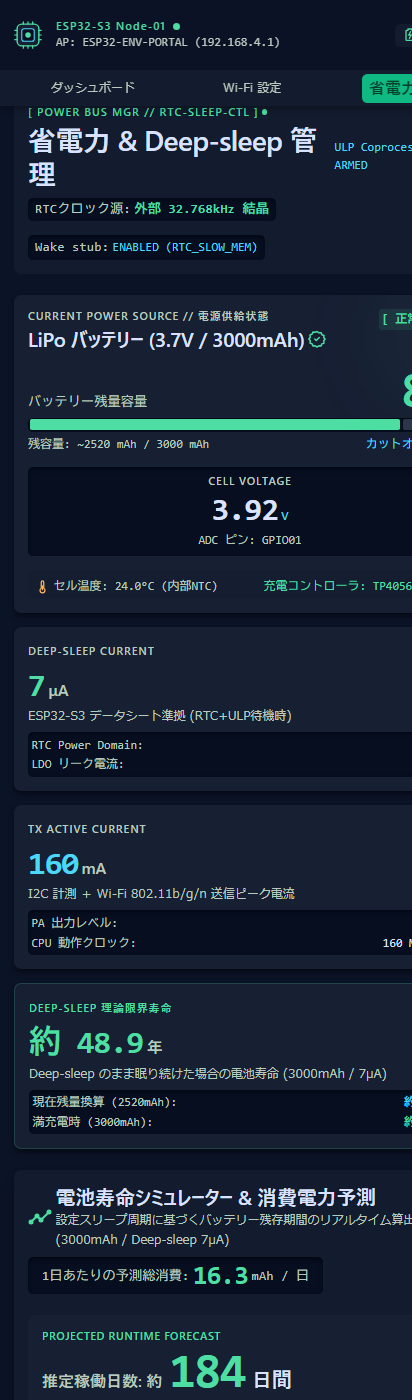 ESP32-S3 Node-01
AP: ESP32-ENV-PORTAL (192.168.4.1)
ダッシュボード Wi-Fi 設定 省電力
[ POWER BUS MGR // RTC-SLEEP-CTL ]
省電力 & Deep-sleep 管
理
ULP Coproces
ARMED
RTCクロック源: 外部 32.768kHz 結晶
Wake stub: ENABLED (RTC_SLOW_MEM)
CURRENT POWER SOURCE // 電源供給状態
[ 正常
LiPo バッテリー (3.7V / 3000mAh)
バッテリー残量容量 8
残容量: ~2520 mAh / 3000 mAh カットオ
CELL VOLTAGE
3.92 V
ADC ピン: GPIO01
セル温度: 24.0°C (内部NTC) 充電コントローラ: TP4056
DEEP-SLEEP CURRENT
7 μA
ESP32-S3 データシート準拠 (RTC+ULP待機時)
RTC Power Domain:
LDO リーク電流:
TX ACTIVE CURRENT
160 mA
I2C 計測 + Wi-Fi 802.11b/g/n 送信ピーク電流
PA 出力レベル:
CPU 動作クロック: 160 M
DEEP-SLEEP 理論限界寿命
約 48.9 年
Deep-sleep のまま眠り続けた場合の電池寿命 (3000mAh / 7μA)
現在残量換算 (2520mAh): 約
満充電時 (3000mAh): 約
電池寿命シミュレーター & 消費電力予測
設定スリープ周期に基づくバッテリー残存期間のリアルタイム算出
(3000mAh / Deep-sleep 7μA)
1日あたりの予測総消費: 16.3 mAh / 日
PROJECTED RUNTIME FORECAST
推定稼働日数: 約 184 日間